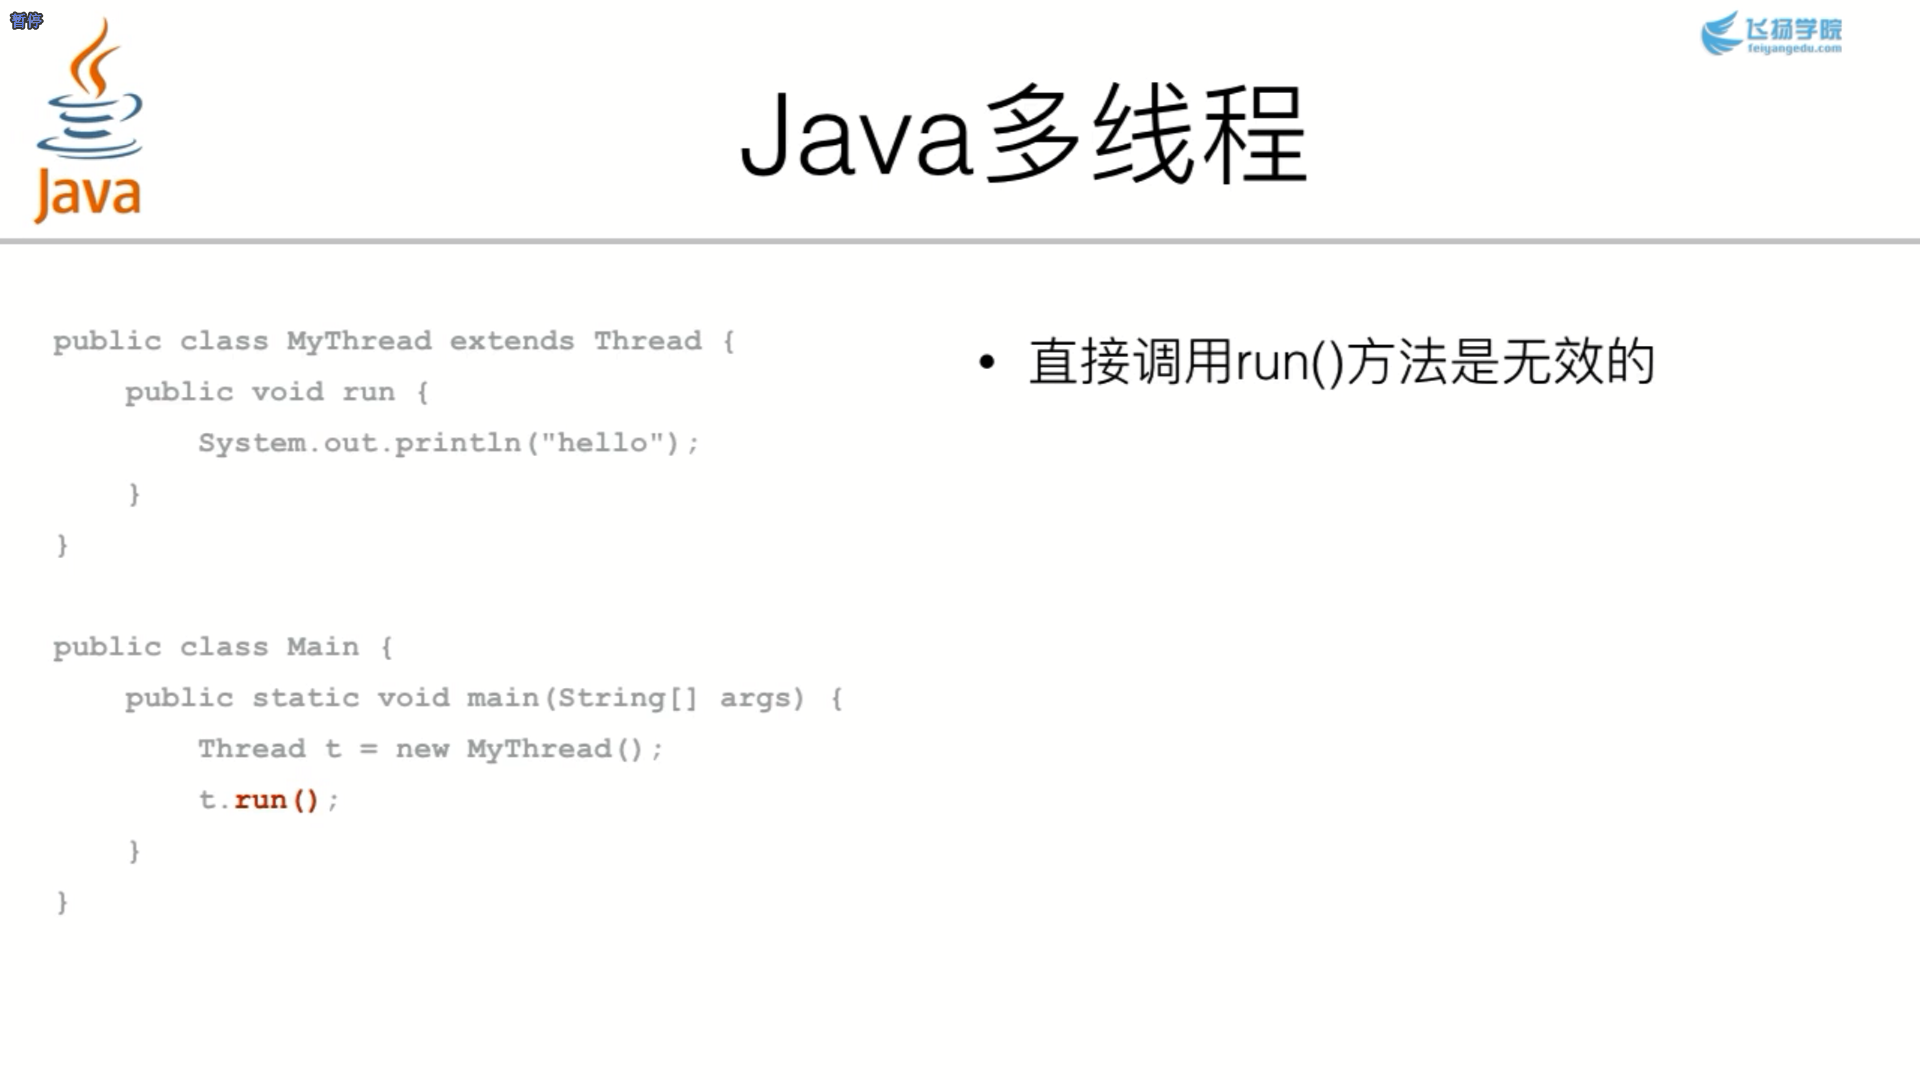 暂停
Java
飞扬学院
feiyangedu.com
Java多线程
public class MyThread extends Thread {
    public void run {
        System.out.println("hello");
    }
}
public class Main {
    public static void main(String[] args) {
        Thread t = new MyThread();
        t.run();
    }
}
• 直接调用run()方法是无效的